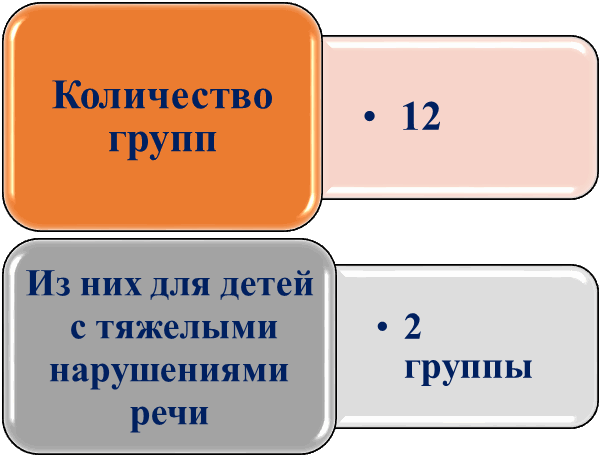 Количество
групп
• 12
Из них для детей
с тяжелыми
нарушениями
речи
• 2
группы